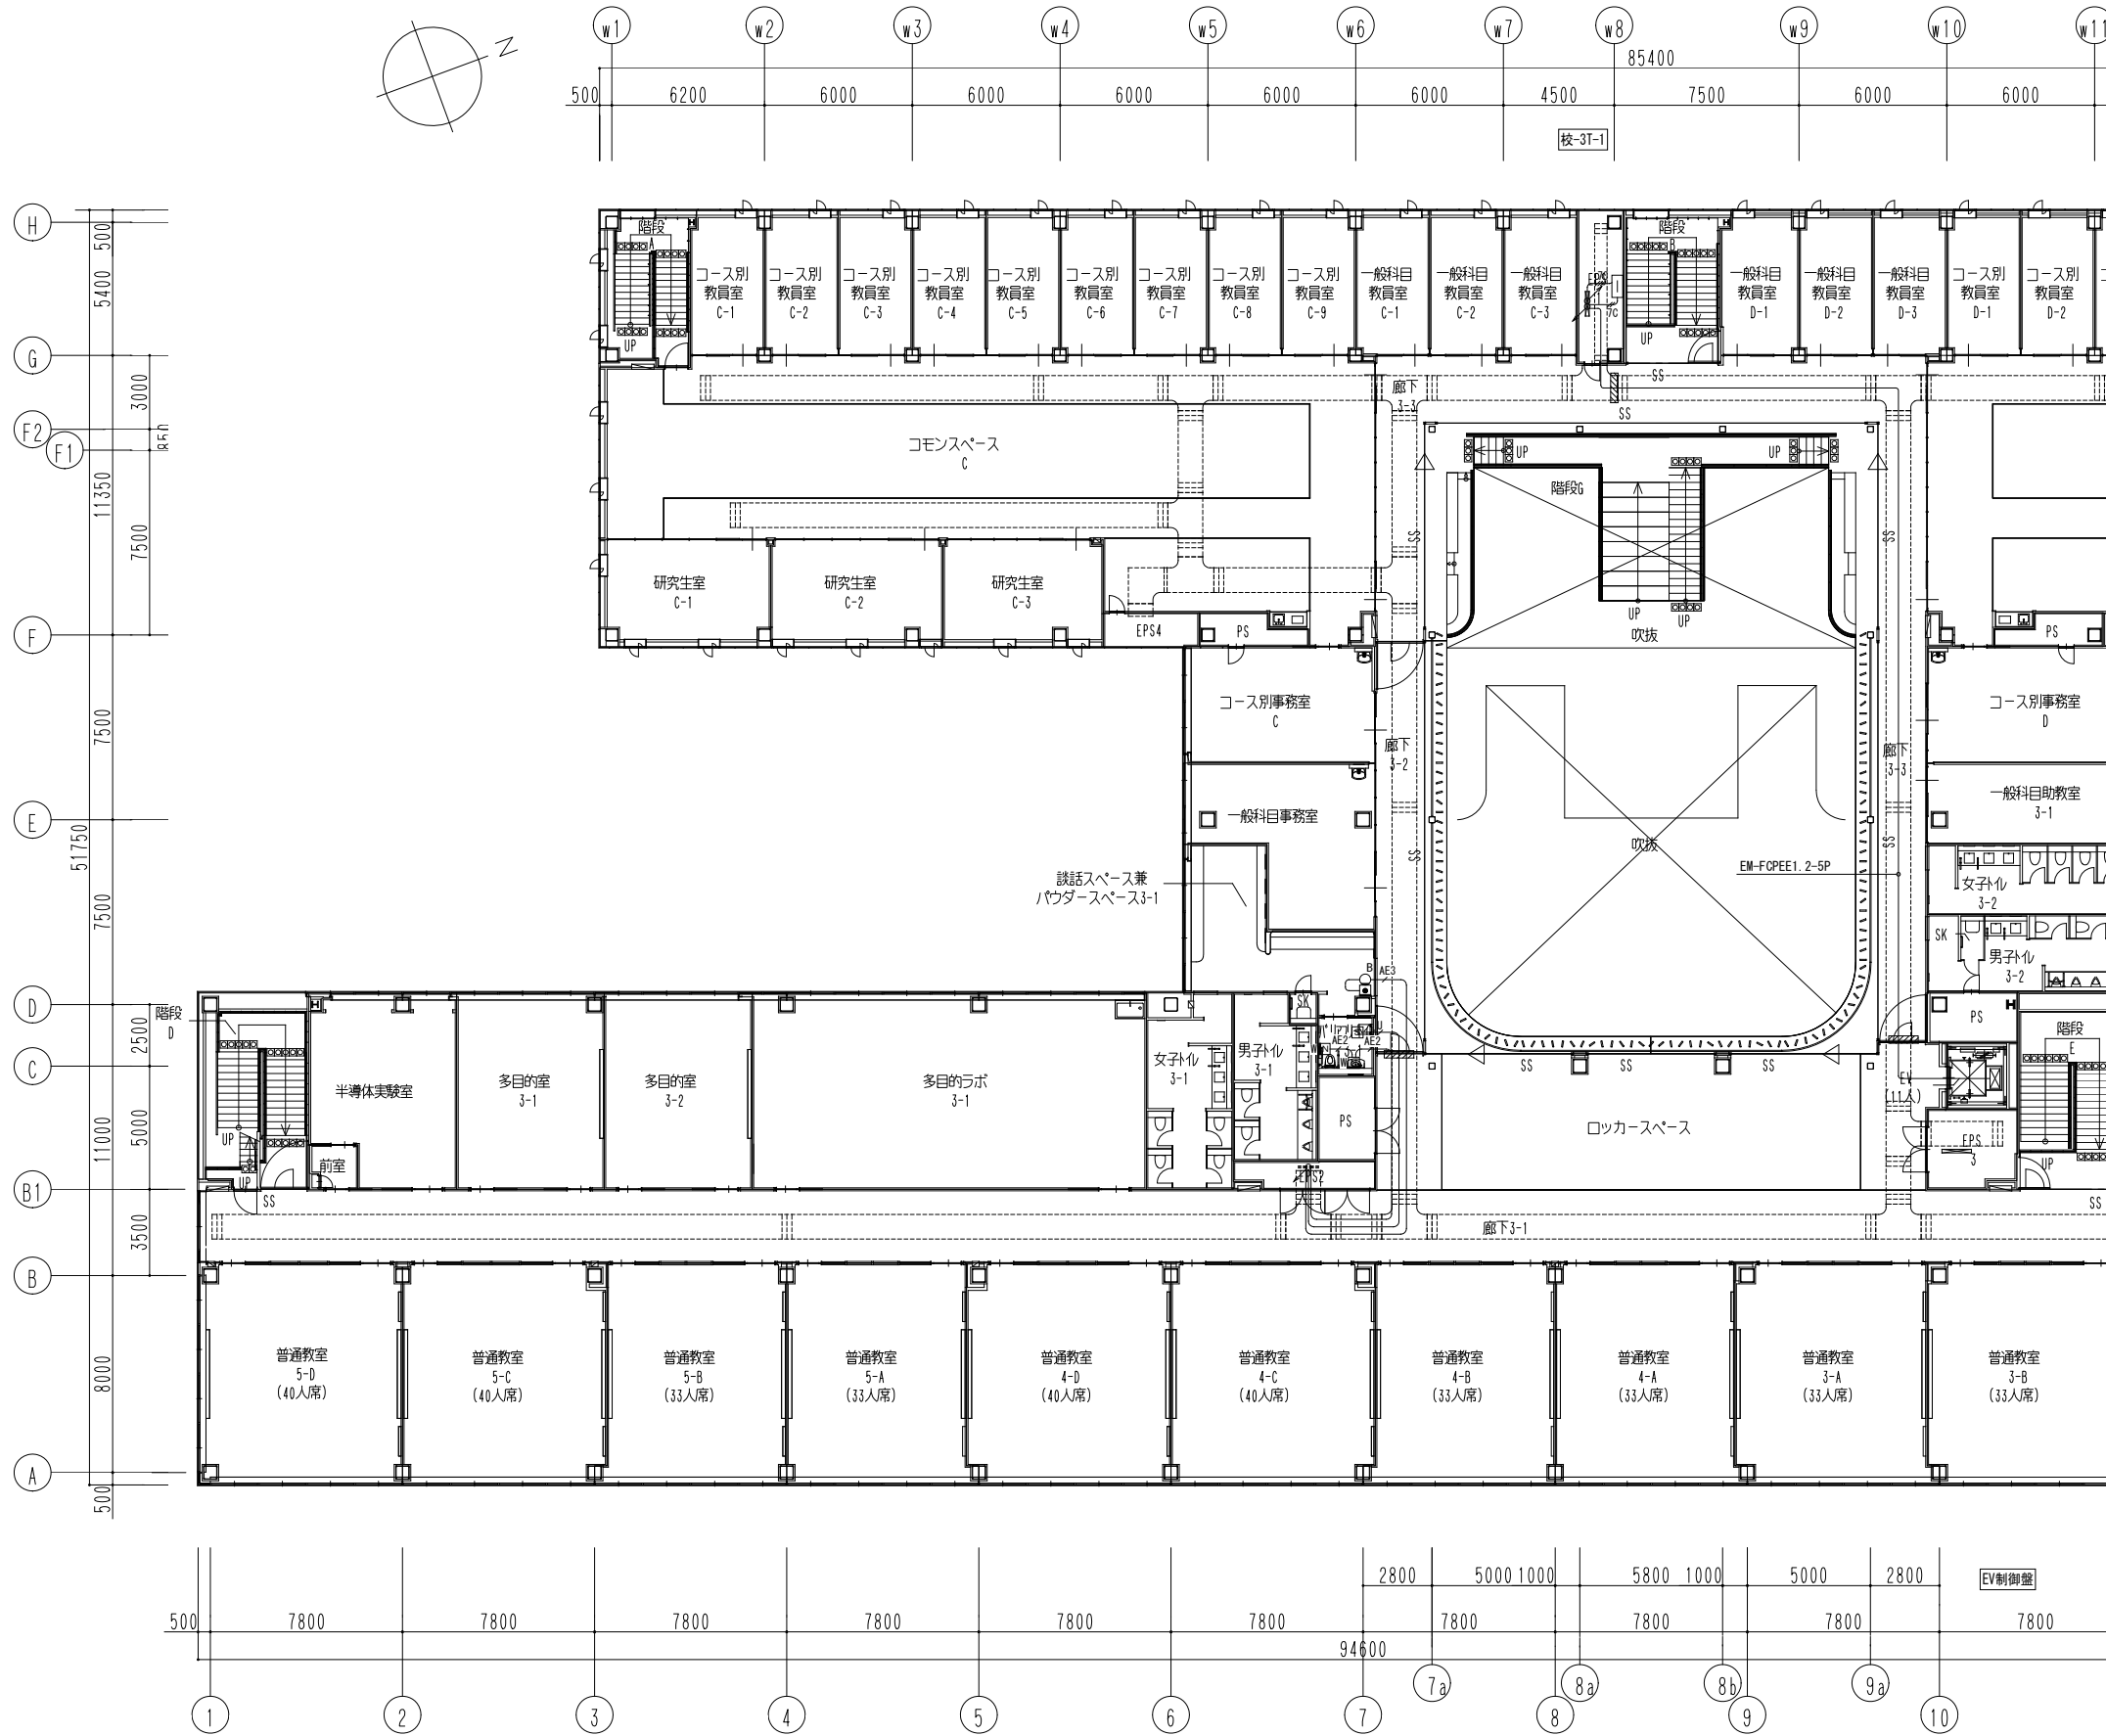 w1 w2 w3 w4 w5 w6 w7 w8 w9 w10 w11
N
85400
500 6200 6000 6000 6000 6000 6000 4500 7500 6000 6000
校-3T-1
H
G
F2
F1
F
E
D
C
B1
B
A
500
5400
3000
850
11350
7500
7500
51750
7500
2500
11000
5000
3500
8000
500
階段
A
UP
コース別
教員室
C-1
コース別
教員室
C-2
コース別
教員室
C-3
コース別
教員室
C-4
コース別
教員室
C-5
コース別
教員室
C-6
コース別
教員室
C-7
コース別
教員室
C-8
コース別
教員室
C-9
一般科目
教員室
C-1
一般科目
教員室
C-2
一般科目
教員室
C-3
7C
階段
B
UP
一般科目
教員室
D-1
一般科目
教員室
D-2
一般科目
教員室
D-3
コース別
教員室
D-1
コース別
教員室
D-2
SS
廊下
3-3
SS
コモンスペース
C
UP
UP
階段G
SS
SS
研究生室
C-1
研究生室
C-2
研究生室
C-3
EPS4
PS
UP
UP
吹抜
PS
コース別事務室
C
コース別事務室
D
廊下
3-2
廊下
3-3
一般科目事務室
一般科目助教室
3-1
吹抜
SS
SS
EM-FCPEE1.2-5P
談話スペース兼
パウダースペース3-1
女子トイレ
3-2
SK
男子トイレ
3-2
B
AE3
階段
D
SK
AE2
AE2
PS
階段
E
女子トイレ
3-1
男子トイレ
3-1
半導体実験室
多目的室
3-1
多目的室
3-2
多目的ラボ
3-1
SS
SS
SS
EV
(11人)
PS
ロッカースペース
EPS
3
UP
UP
前室
EPS2
UP
SS
SS
廊下3-1
普通教室
5-D
(40人席)
普通教室
5-C
(40人席)
普通教室
5-B
(33人席)
普通教室
5-A
(33人席)
普通教室
4-D
(40人席)
普通教室
4-C
(40人席)
普通教室
4-B
(33人席)
普通教室
4-A
(33人席)
普通教室
3-A
(33人席)
普通教室
3-B
(33人席)
2800 5000 1000 5800 1000 5000 2800
EV制御盤
500 7800 7800 7800 7800 7800 7800 7800 7800 7800 7800
94600
7a 8a 8b 9a
1 2 3 4 5 6 7 8 9 10